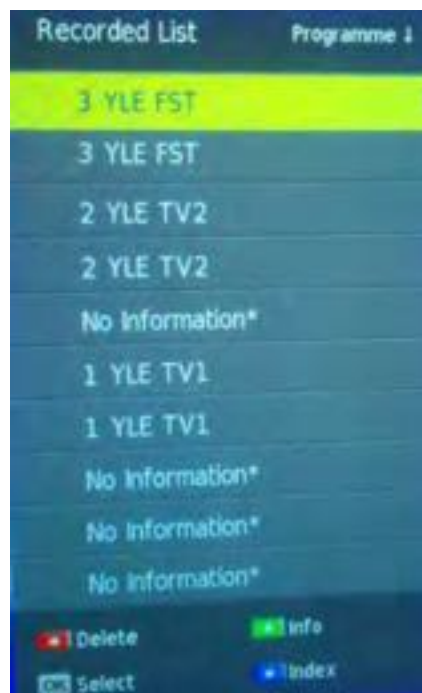 Recorded List Programme ↓
3 YLE FST
3 YLE FST
2 YLE TV2
2 YLE TV2
No Information*
1 YLE TV1
1 YLE TV1
No Information*
No Information*
No Information*
Delete Info
OK Select Index